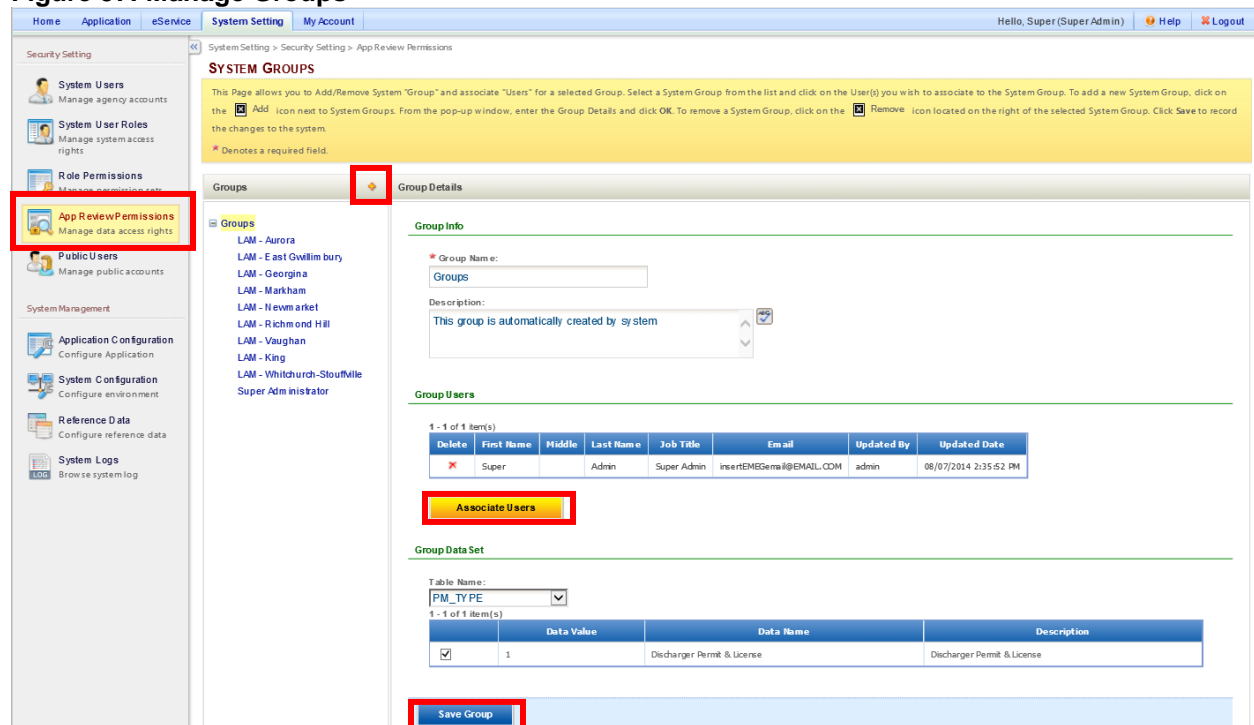 Figure 37: Manage Groups
Home Application eService System Setting My Account Hello, Super (Super Admin) Help Logout
System Setting > Security Setting > App Review Permissions
Security Setting
System Users
Manage agency accounts
System User Roles
Manage system access
rights
Role Permissions
Manage permission sets
App Review Permissions
Manage data access rights
Public Users
Manage public accounts
System Management
Application Configuration
Configure Application
System Configuration
Configure environment
Reference Data
Configure reference data
System Logs
Browse system log
LOG
SYSTEM GROUPS
This Page allows you to Add/Remove System "Group" and associate "Users" for a selected Group. Select a System Group from the list and click on the User(s) you wish to associate to the System Group. To add a new System Group, click on
the Add icon next to System Groups. From the pop-up window, enter the Group Details and click OK. To remove a System Group, click on the Remove icon located on the right of the selected System Group. Click Save to record
the changes to the system.
* Denotes a required field.
Groups
Groups
LAM - Aurora
LAM - East Gwillimbury
LAM - Georgina
LAM - Markham
LAM - Newmarket
LAM - Richmond Hill
LAM - Vaughan
LAM - King
LAM - Whitchurch-Stouffville
Super Administrator
Group Details
Group Info
* Group Name:
Groups
Description:
This group is automatically created by system
Group Users
1 - 1 of 1 item(s)
Delete First Name Middle Last Name Job Title Email Updated By Updated Date
Super Admin Super Admin insertEMEGemail@EMAIL.COM admin 08/07/2014 2:35:52 PM
Associate Users
Group Data Set
Table Name:
PM_TYPE
1 - 1 of 1 item(s)
Data Value Data Name Description
1 Discharger Permit & License Discharger Permit & License
Save Group